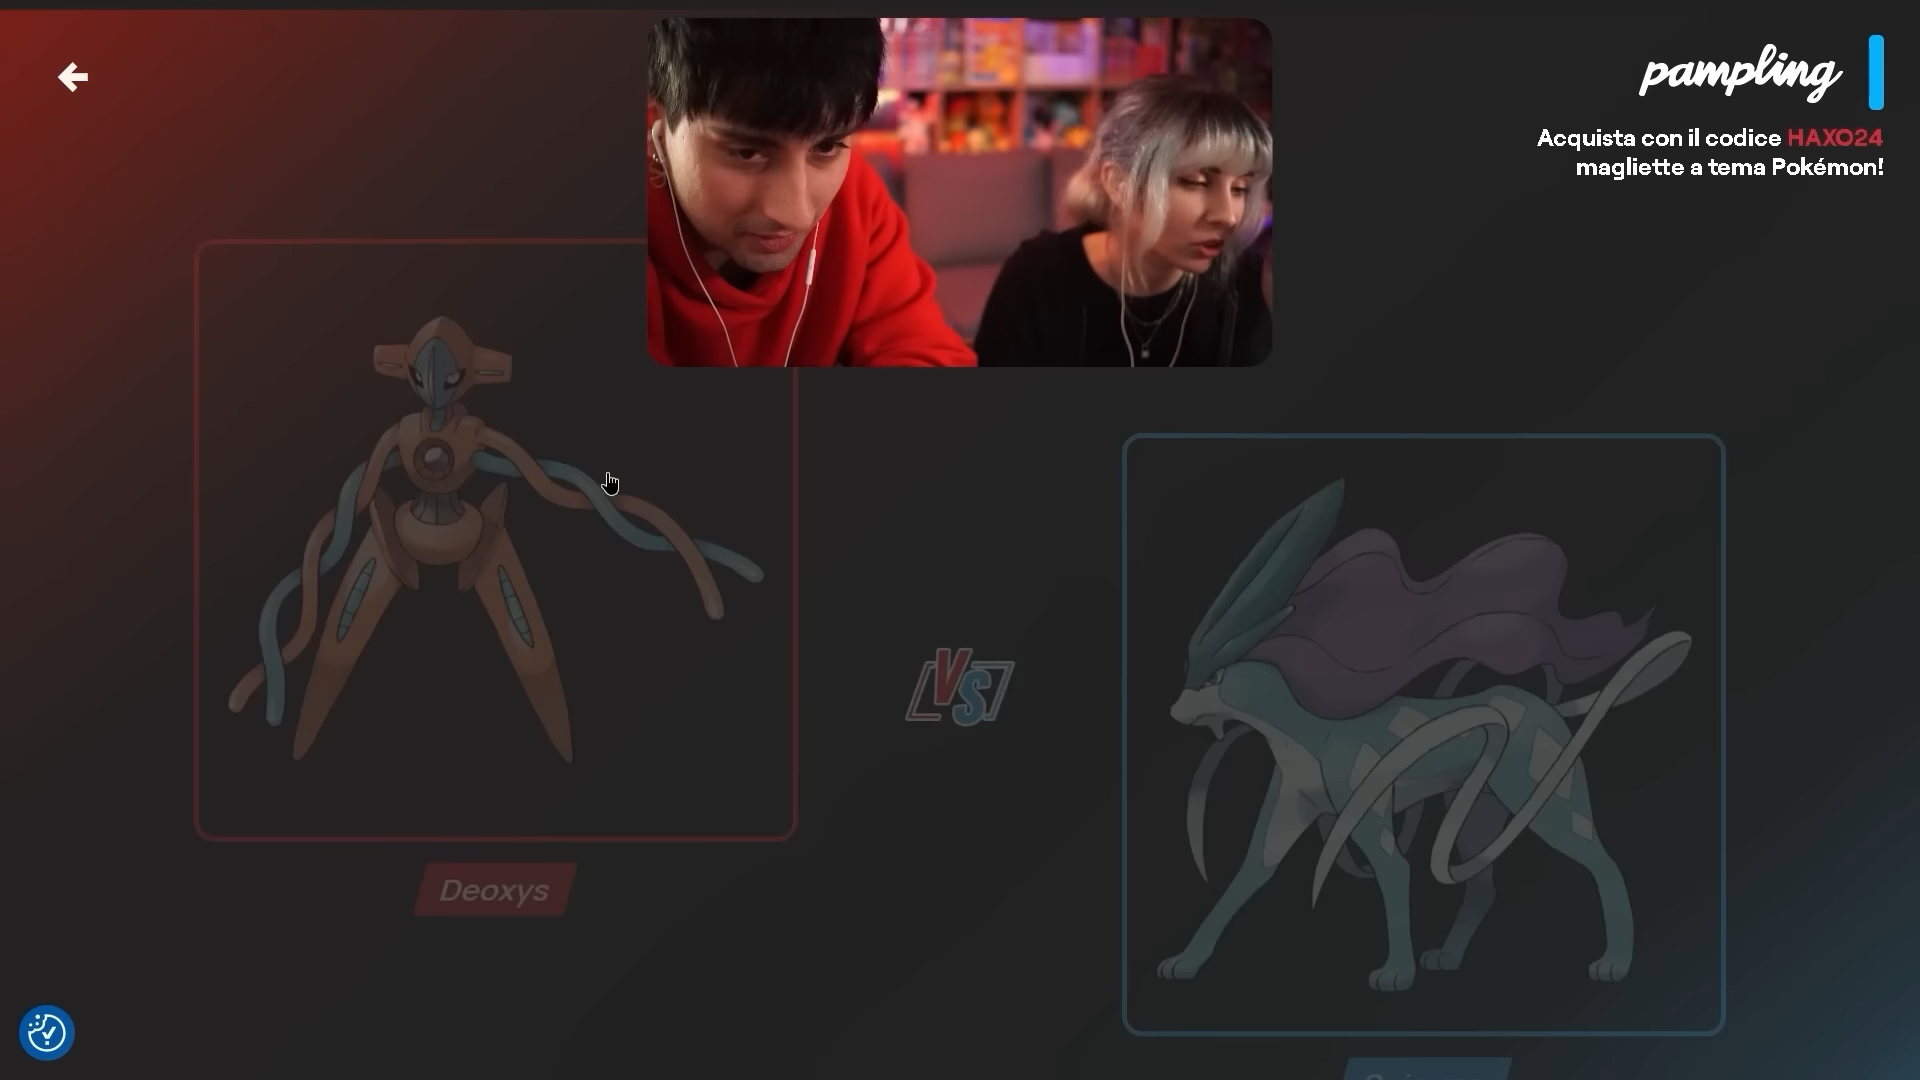 pampling
Acquista con il codice HAXO24
magliette a tema Pokémon!
VS
Deoxys